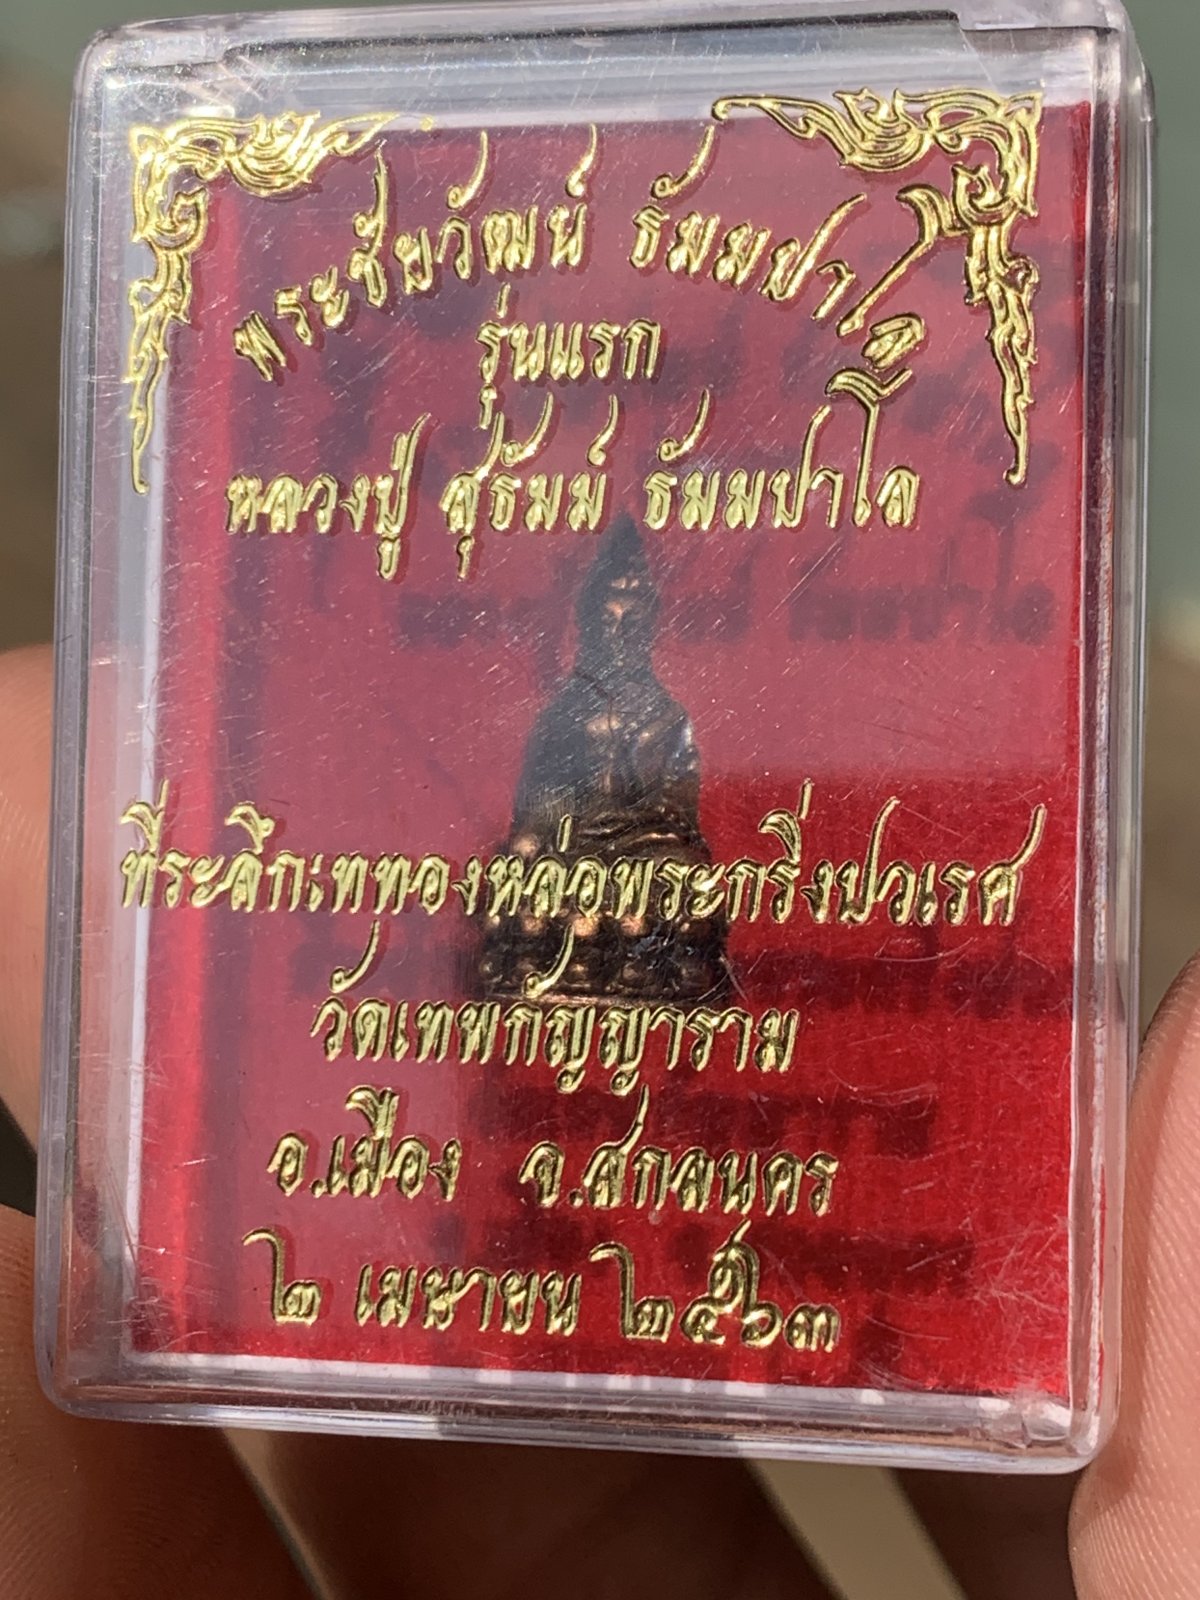 พระชัยวัฒน์ ธัมมปาโล
รุ่นแรก
หลวงปู่ สุธัมม์ ธัมมปาโล
ที่ระลึกเททองหล่อพระกริ่งปวเรศ
วัดเทพกัญญาราม
อ.เมือง จ.สกลนคร
๒ เมษายน ๒๕๖๓